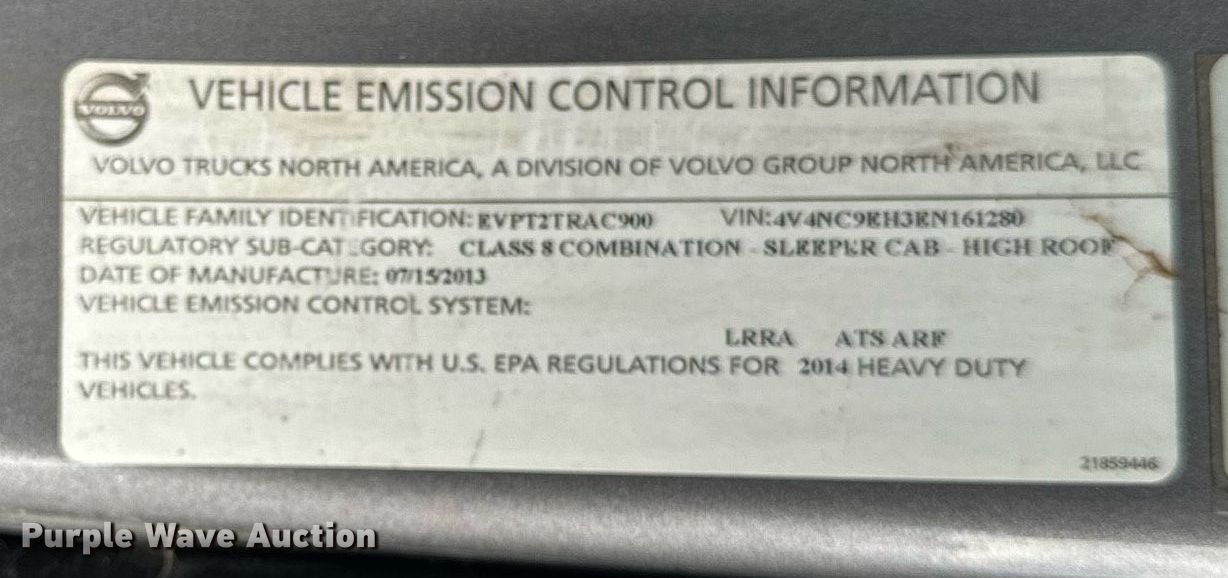 VOLVO
VEHICLE EMISSION CONTROL INFORMATION
VOLVO TRUCKS NORTH AMERICA, A DIVISION OF VOLVO GROUP NORTH AMERICA, LLC
VEHICLE FAMILY IDENTIFICATION: EVPT2TRAC900 VIN:4V4NC9EH3EN161280
REGULATORY SUB-CATEGORY: CLASS 8 COMBINATION - SLEEPER CAB - HIGH ROOF
DATE OF MANUFACTURE: 07/15/2013
VEHICLE EMISSION CONTROL SYSTEM:
LRRA ATS ARF
THIS VEHICLE COMPLIES WITH U.S. EPA REGULATIONS FOR 2014 HEAVY DUTY
VEHICLES.
21859446
Purple Wave Auction